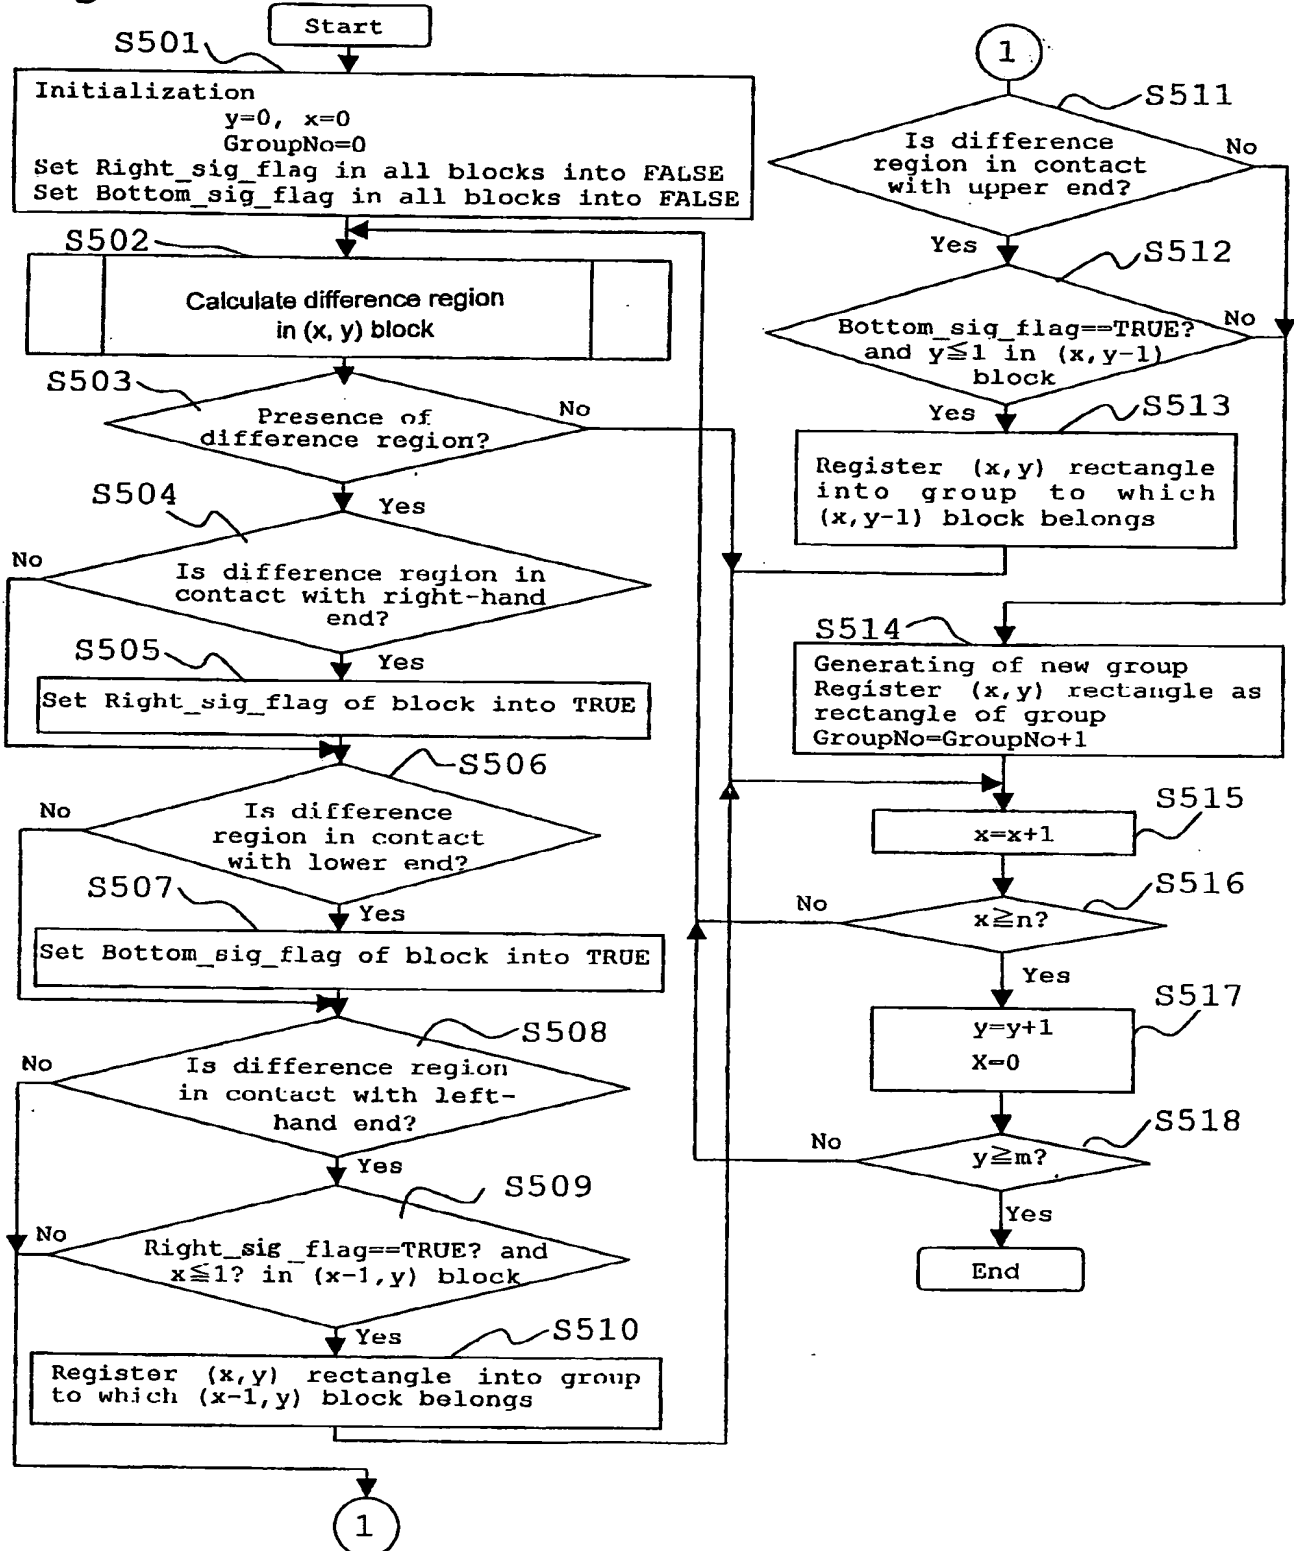 Start
S501
Initialization
y=0, x=0
GroupNo=0
Set Right_sig_flag in all blocks into FALSE
Set Bottom_sig_flag in all blocks into FALSE
S502
Calculate difference region
in (x, y) block
S503
Presence of
difference region?
No
Yes
S504
No
Is difference region in
contact with right-hand
end?
Yes
S505
Set Right_sig_flag of block into TRUE
S506
No
Is difference
region in contact
with lower end?
Yes
S507
Set Bottom_sig_flag of block into TRUE
S508
No
Is difference region
in contact with left-
hand end?
Yes
S509
No
Right_sig_flag==TRUE? and
x≦1? in (x-1,y) block
Yes
S510
Register (x,y) rectangle into group
to which (x-1,y) block belongs
1
1
S511
Is difference
region in contact
with upper end?
No
Yes
S512
Bottom_sig_flag==TRUE?
and y≦1 in (x,y-1)
block
No
Yes
S513
Register (x,y) rectangle
into group to which
(x,y-1) block belongs
S514
Generating of new group
Register (x,y) rectangle as
rectangle of group
GroupNo=GroupNo+1
S515
x=x+1
S516
No
x≧n?
Yes
S517
y=y+1
X=0
S518
No
y≧m?
Yes
End